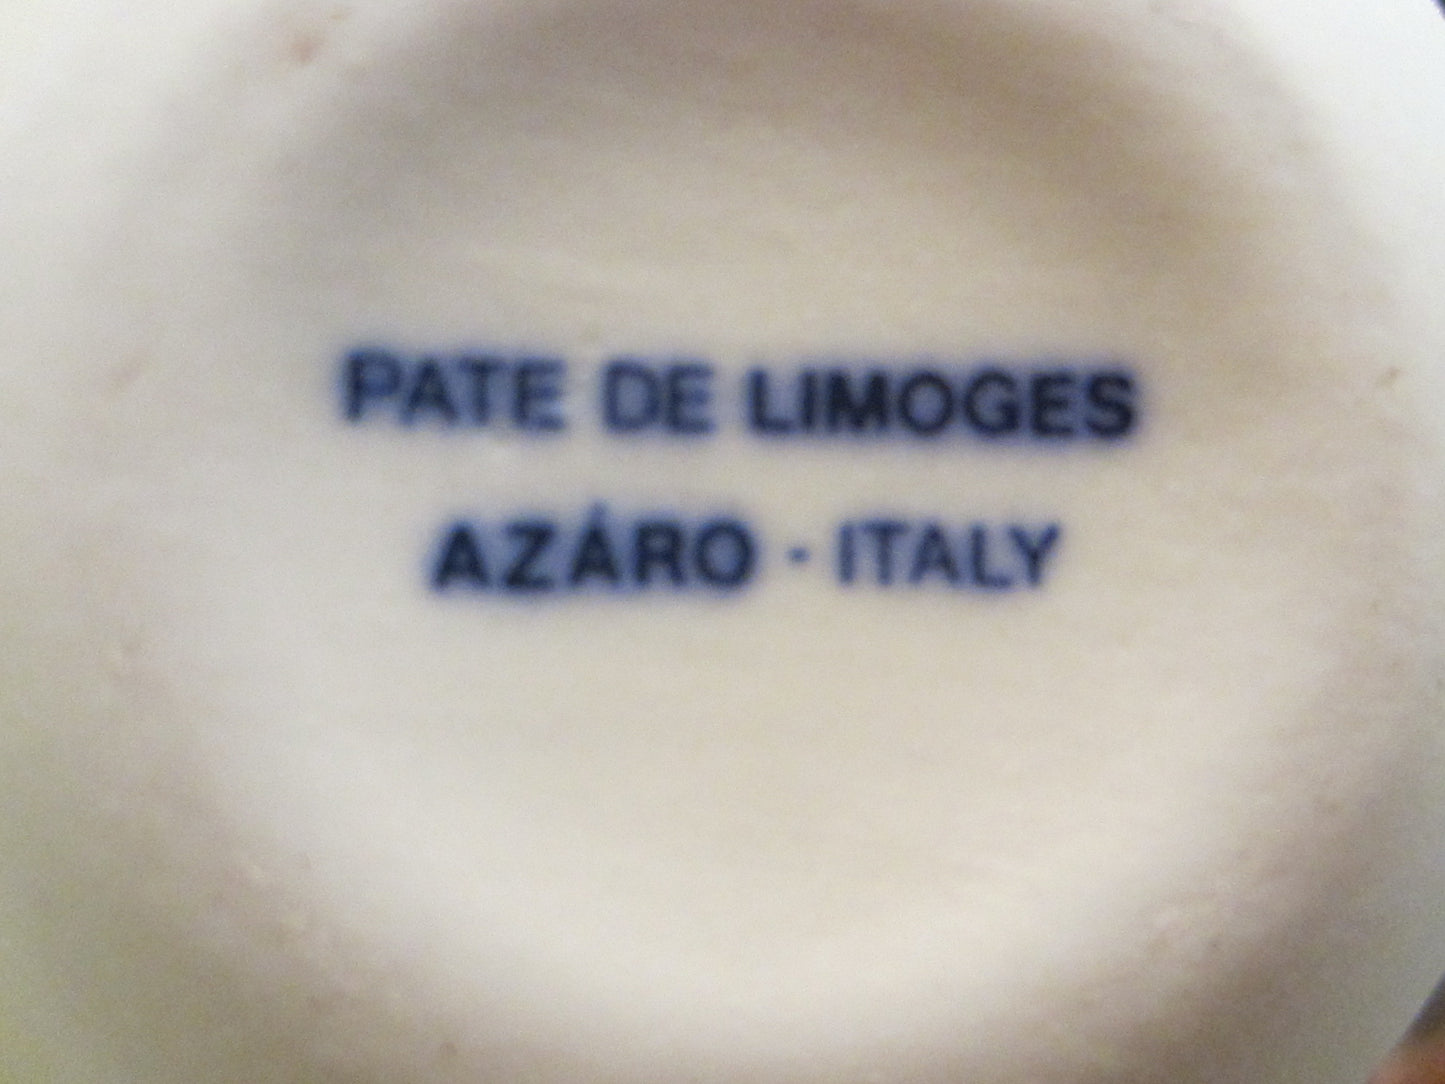 PATE DE LIMOGES
AZÁRO · ITALY